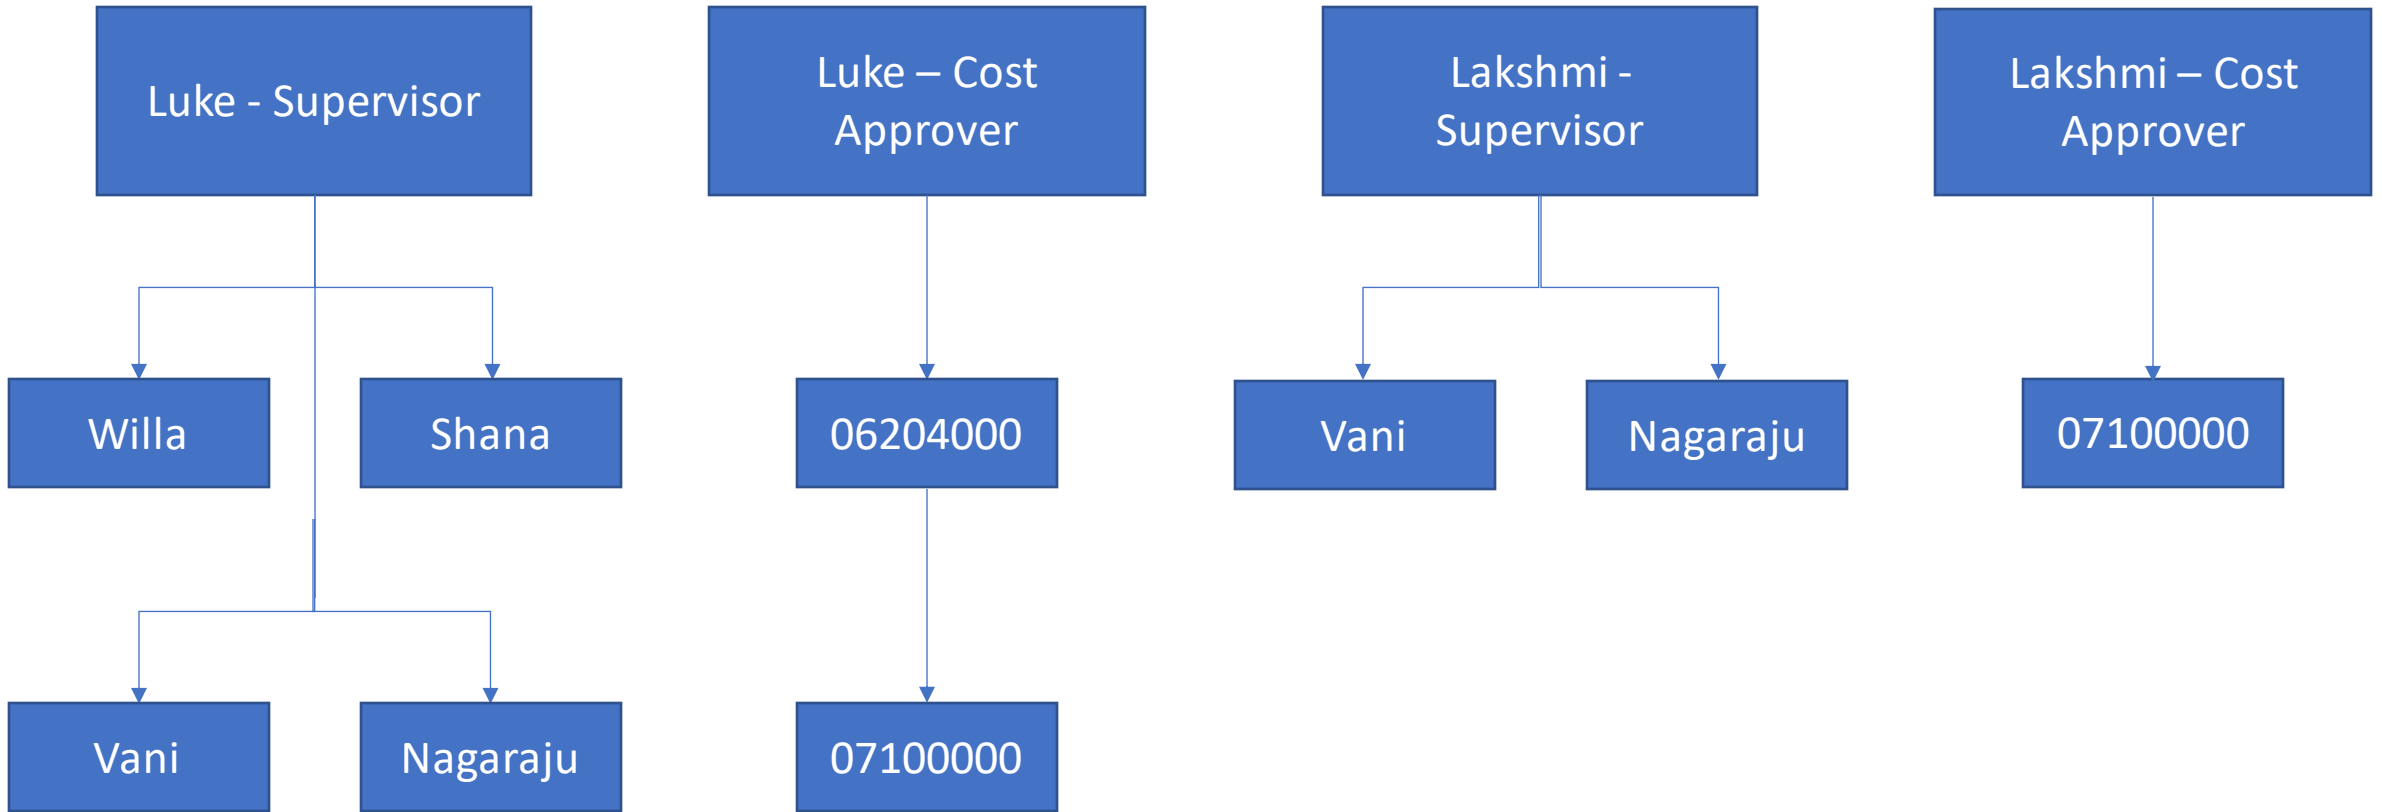 Luke - Supervisor
Luke – Cost
Approver
Lakshmi -
Supervisor
Lakshmi – Cost
Approver
Willa
Shana
06204000
Vani
Nagaraju
07100000
Vani
Nagaraju
07100000